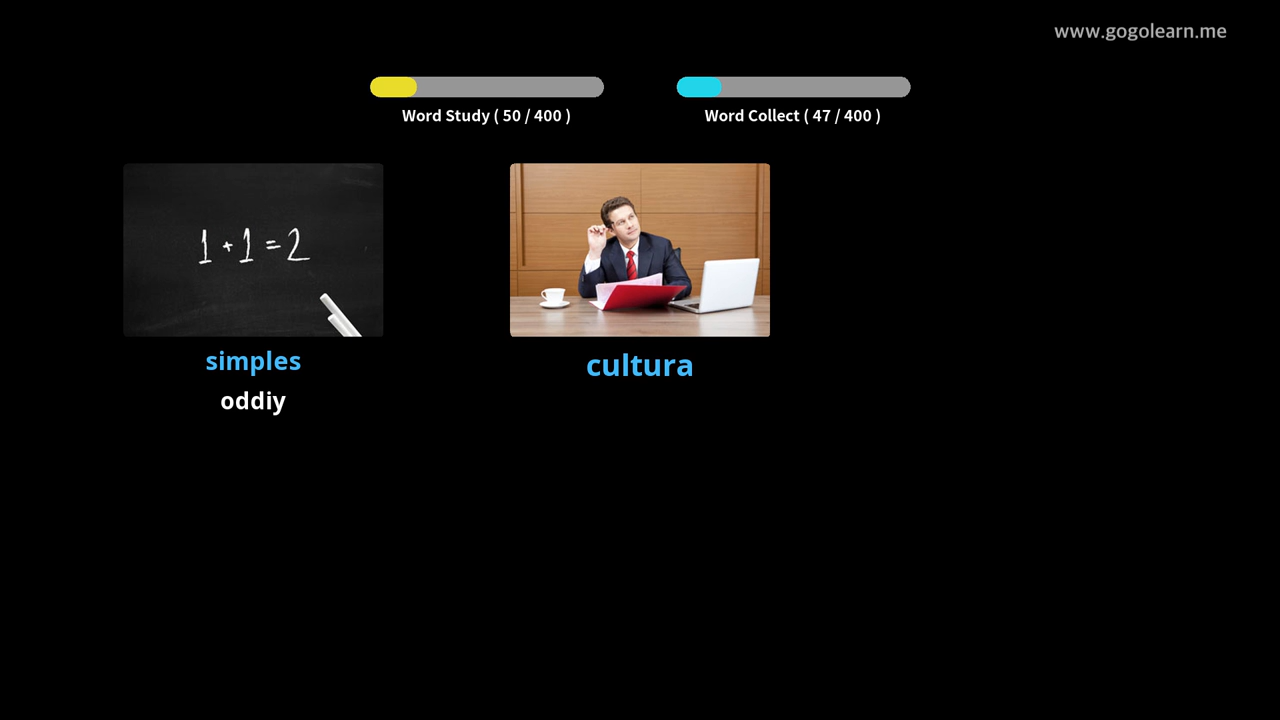 www.gogolearn.me
Word Study ( 50 / 400 )
Word Collect ( 47 / 400 )
1 + 1 = 2
simples
oddiy
cultura